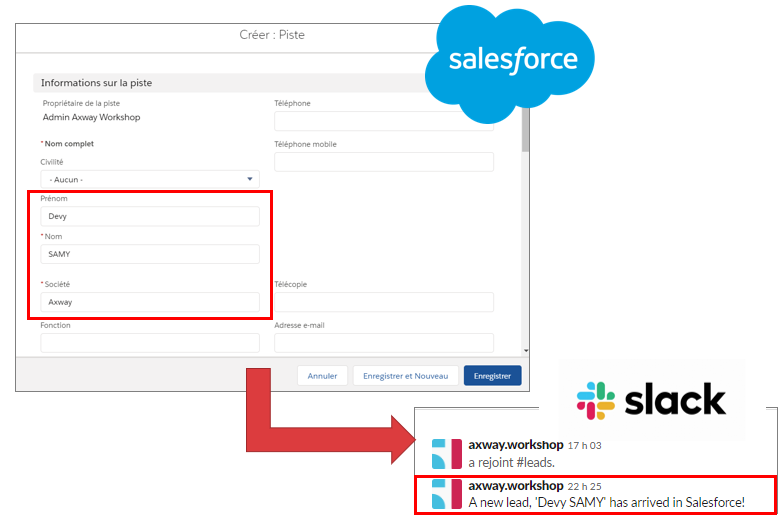 Créer : Piste
salesforce
Informations sur la piste
Propriétaire de la piste
Admin Axway Workshop
Téléphone
* Nom complet
Téléphone mobile
Civilité
- Aucun -
Prénom
Devy
* Nom
SAMY
* Société
Axway
Télécopie
Fonction
Adresse e-mail
Annuler
Enregistrer et Nouveau
Enregistrer
slack
axway.workshop 17 h 03
a rejoint #leads.
axway.workshop 22 h 25
A new lead, 'Devy SAMY' has arrived in Salesforce!